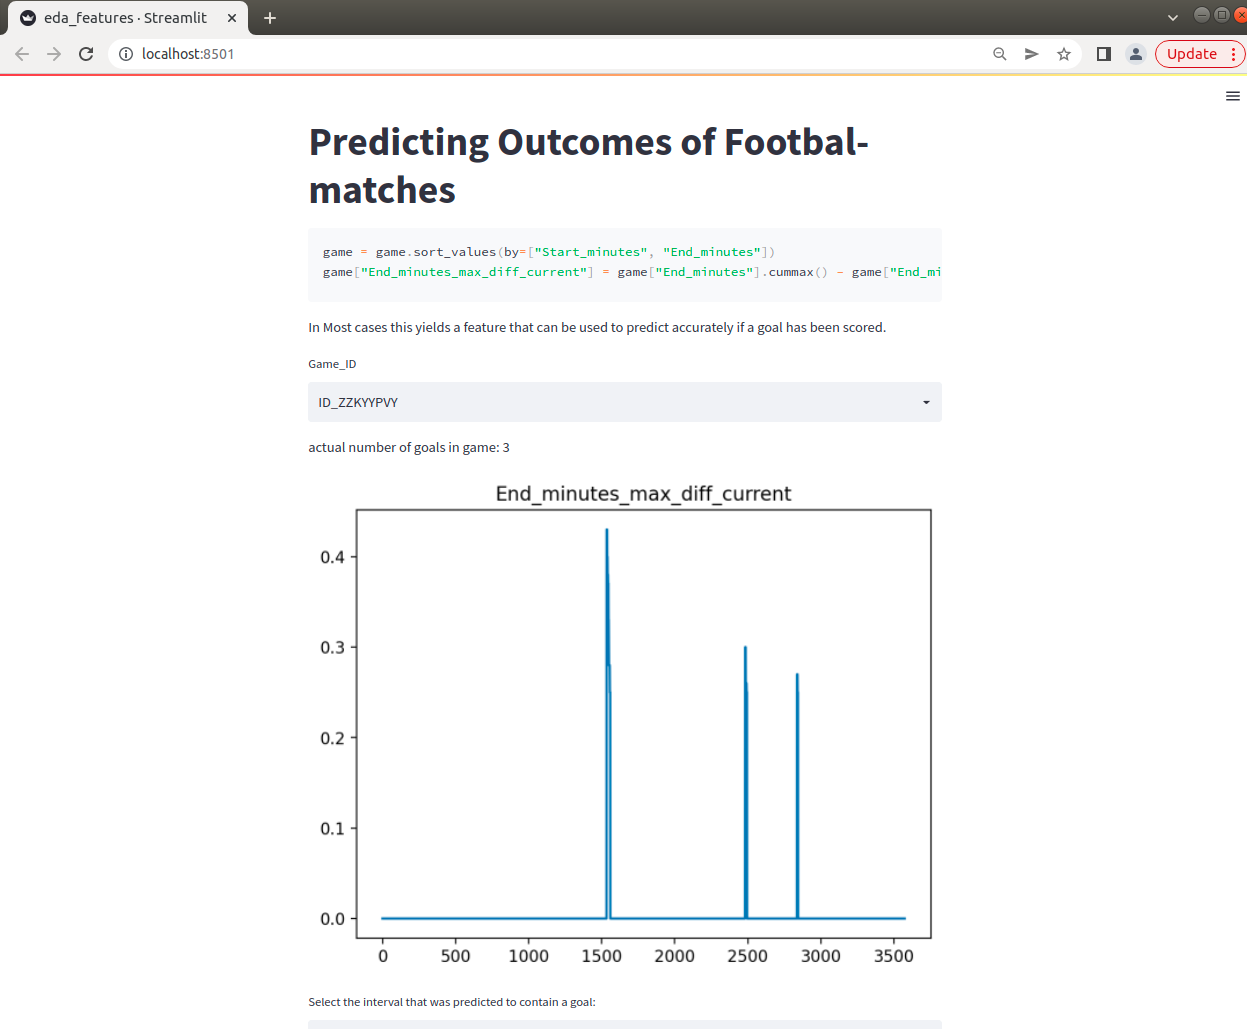 eda_features · Streamlit
localhost:8501
Update
Predicting Outcomes of Footbal-
matches
game = game.sort_values(by=["Start_minutes", "End_minutes"])
game["End_minutes_max_diff_current"] = game["End_minutes"].cummax() - game["End_mi
In Most cases this yields a feature that can be used to predict accurately if a goal has been scored.
Game_ID
ID_ZZKYYPVY
actual number of goals in game: 3
End_minutes_max_diff_current
0.4
0.3
0.2
0.1
0.0
0 500 1000 1500 2000 2500 3000 3500
Select the interval that was predicted to contain a goal: